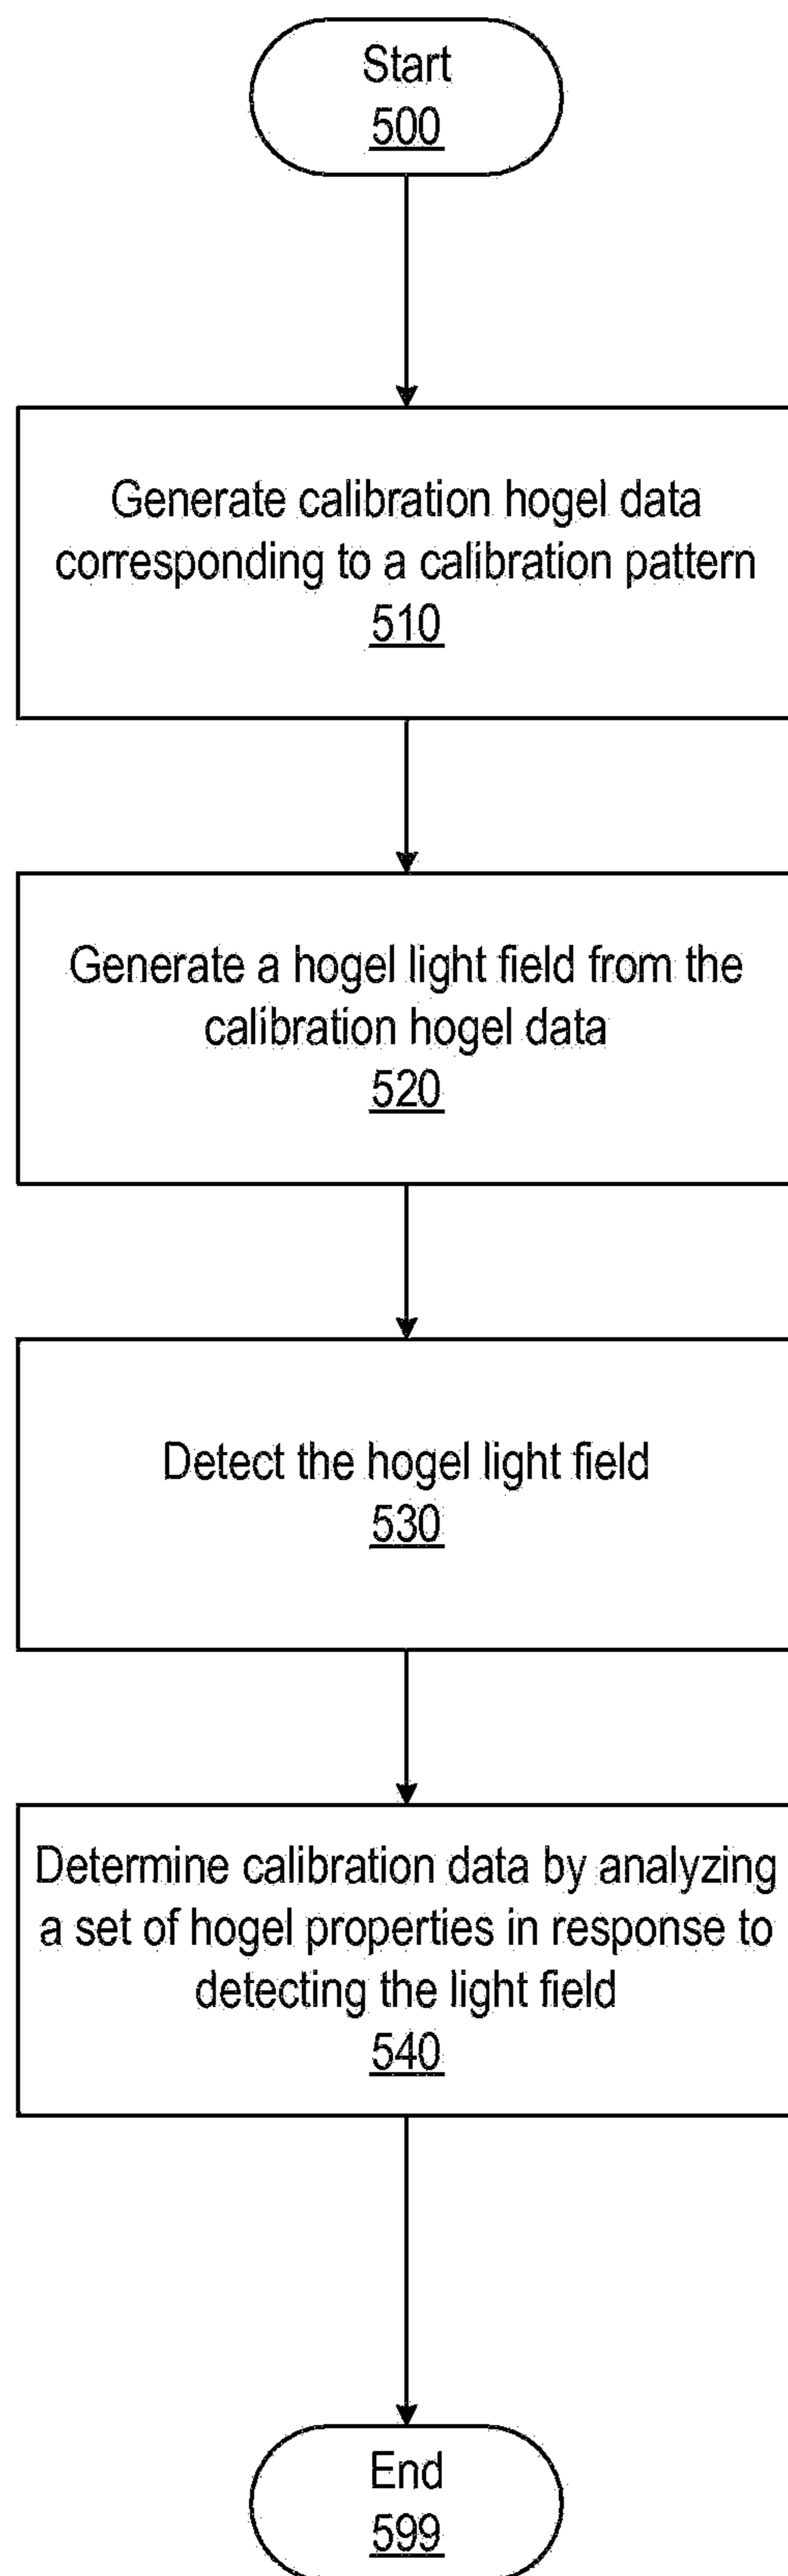 Start
500
Generate calibration hogel data
corresponding to a calibration pattern
510
Generate a hogel light field from the
calibration hogel data
520
Detect the hogel light field
530
Determine calibration data by analyzing
a set of hogel properties in response to
detecting the light field
540
End
599